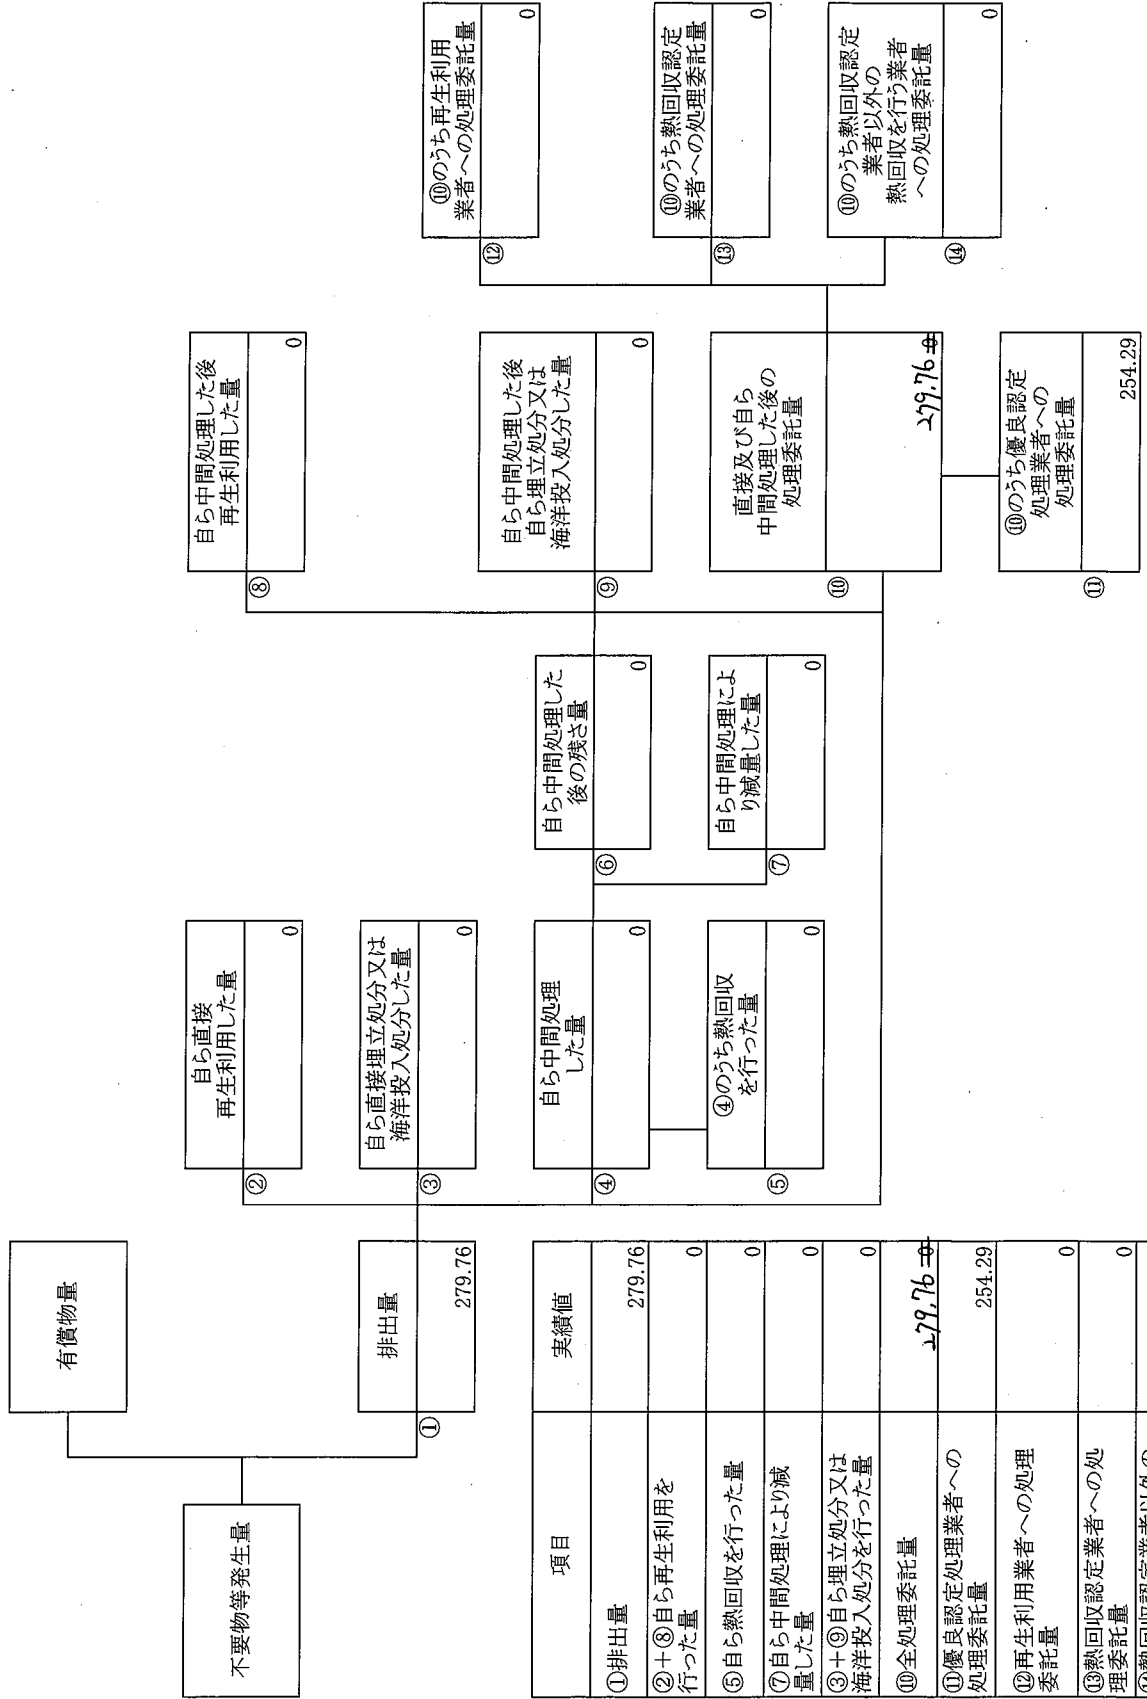 不要物等発生量
有償物量
①
排出量
279.76
②
自ら直接
再生利用した量
0
③
自ら直接埋立処分又は
海洋投入処分した量
0
④
自ら中間処理
した量
0
⑤
④のうち熱回収
を行った量
0
⑥
自ら中間処理した
後の残さ量
0
⑦
自ら中間処理によ
り減量した量
0
⑧
自ら中間処理した後
再生利用した量
0
⑨
自ら中間処理した後
自ら埋立処分又は
海洋投入処分した量
0
⑩
直接及び自ら
中間処理した後の
処理委託量
279.76 0
⑪
⑩のうち優良認定
処理業者への
処理委託量
254.29
⑫
⑩のうち再生利用
業者への処理委託量
0
⑬
⑩のうち熱回収認定
業者への処理委託量
0
⑭
⑩のうち熱回収認定
業者以外の
熱回収を行う業者
への処理委託量
0
項目 実績値
①排出量 279.76
②+⑧自ら再生利用を
行った量 0
⑤自ら熱回収を行った量 0
⑦自ら中間処理により減
量した量 0
③+⑨自ら埋立処分又は
海洋投入処分を行った量 0
⑩全処理委託量 279.76 0
⑪優良認定処理業者への
処理委託量 254.29
⑫再生利用業者への処理
委託量 0
⑬熱回収認定業者への処
理委託量 0
⑭熱回収認定業者以外の